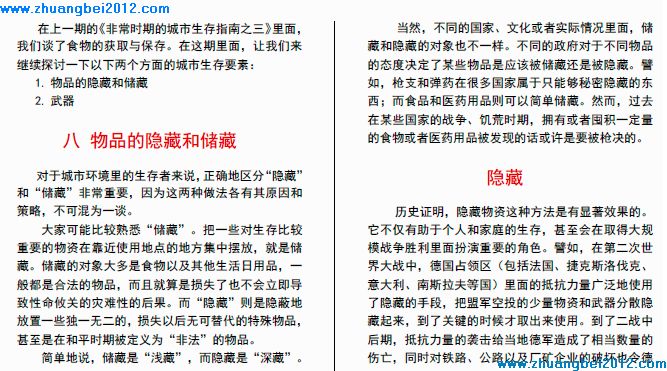 www.zhuangbei2012.com
在上一期的《非常时期的城市生存指南之三》里面，
我们谈了食物的获取与保存。在这期里面，让我们来
继续探讨一下以下两个方面的城市生存要素：
1. 物品的隐藏和储藏
2. 武器
八 物品的隐藏和储藏
对于城市环境里的生存者来说，正确地区分“隐藏”
和“储藏”非常重要，因为这两种做法各有其原因和
策略，不可混为一谈。
大家可能比较熟悉“储藏”。把一些对生存比较
重要的物资在靠近使用地点的地方集中摆放，就是储
藏。储藏的对象大多是食物以及其他生活日用品，一
般都是合法的物品，而且就算是损失了也不会立即导
致性命攸关的灾难性的后果。而“隐藏”则是隐蔽地
放置一些独一无二的，损失以后无可替代的特殊物品，
甚至是在和平时期被定义为“非法”的物品。
简单地说，储藏是“浅藏”，而隐藏是“深藏”。
当然，不同的国家、文化或者实际情况里面，储
藏和隐藏的对象也不一样。不同的政府对于不同物品
的态度决定了某些物品是应该被储藏还是被隐藏。譬
如，枪支和弹药在很多国家属于只能够秘密隐藏的东
西；而食品和医药用品则可以简单储藏。然而，过去
在某些国家的战争、饥荒时期，拥有或者囤积一定量
的食物或者医药用品被发现的话或许是要被枪决的。
隐藏
历史证明，隐藏物资这种方法是有显著效果的。
它不仅有助于个人和家庭的生存，甚至会在取得大规
模战争胜利里面扮演重要的角色。譬如，在第二次世
界大战中，德国占领区（包括法国、捷克斯洛伐克、
意大利、南斯拉夫等国）里面的抵抗力量广泛地使用
了隐藏的手段，把盟军空投的少量物资和武器分散隐
藏起来，到了关键的时候才取出来使用。到了二战中
后期，抵抗力量的袭击给当地德军造成了相当数量的
伤亡，同时对铁路、公路以及厂矿企业的破坏也令德
www.zhuangbei2012.com